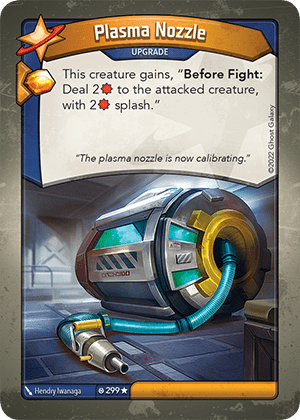 Plasma Nozzle
UPGRADE
This creature gains, “Before Fight:
Deal 2 to the attacked creature,
with 2 splash.”
“The plasma nozzle is now calibrating.”
©2022 Ghost Galaxy
Hendry Iwanaga
299